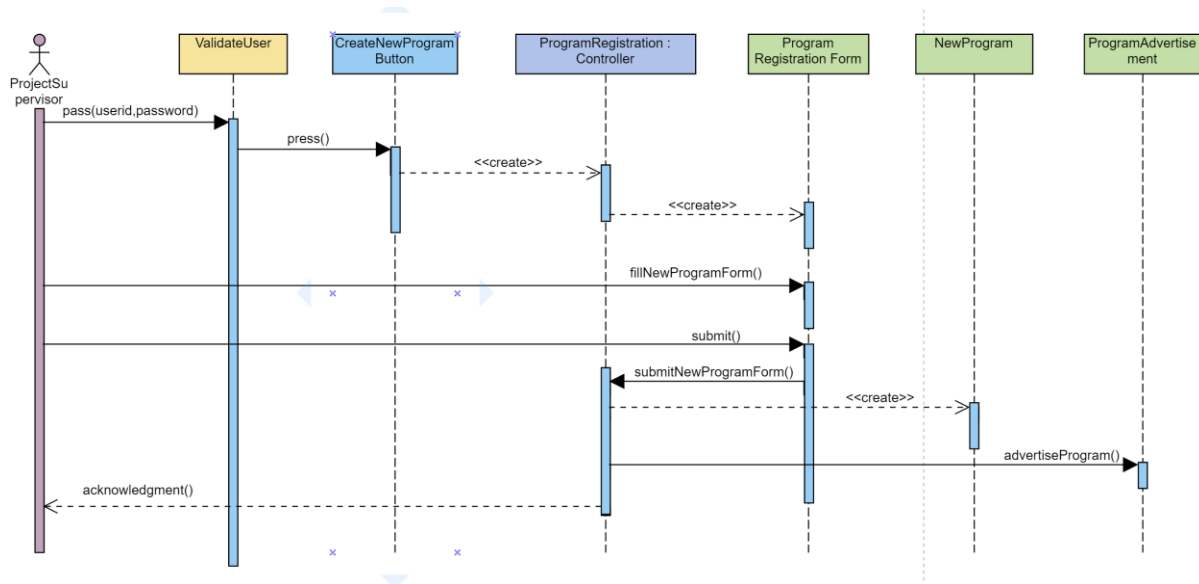 ValidateUser
CreateNewProgram
Button
ProgramRegistration :
Controller
Program
Registration Form
NewProgram
ProgramAdvertise
ment
ProjectSu
pervisor
pass(userid,password)
press()
<<create>>
<<create>>
fillNewProgramForm()
submit()
submitNewProgramForm()
<<create>>
advertiseProgram()
acknowledgment()